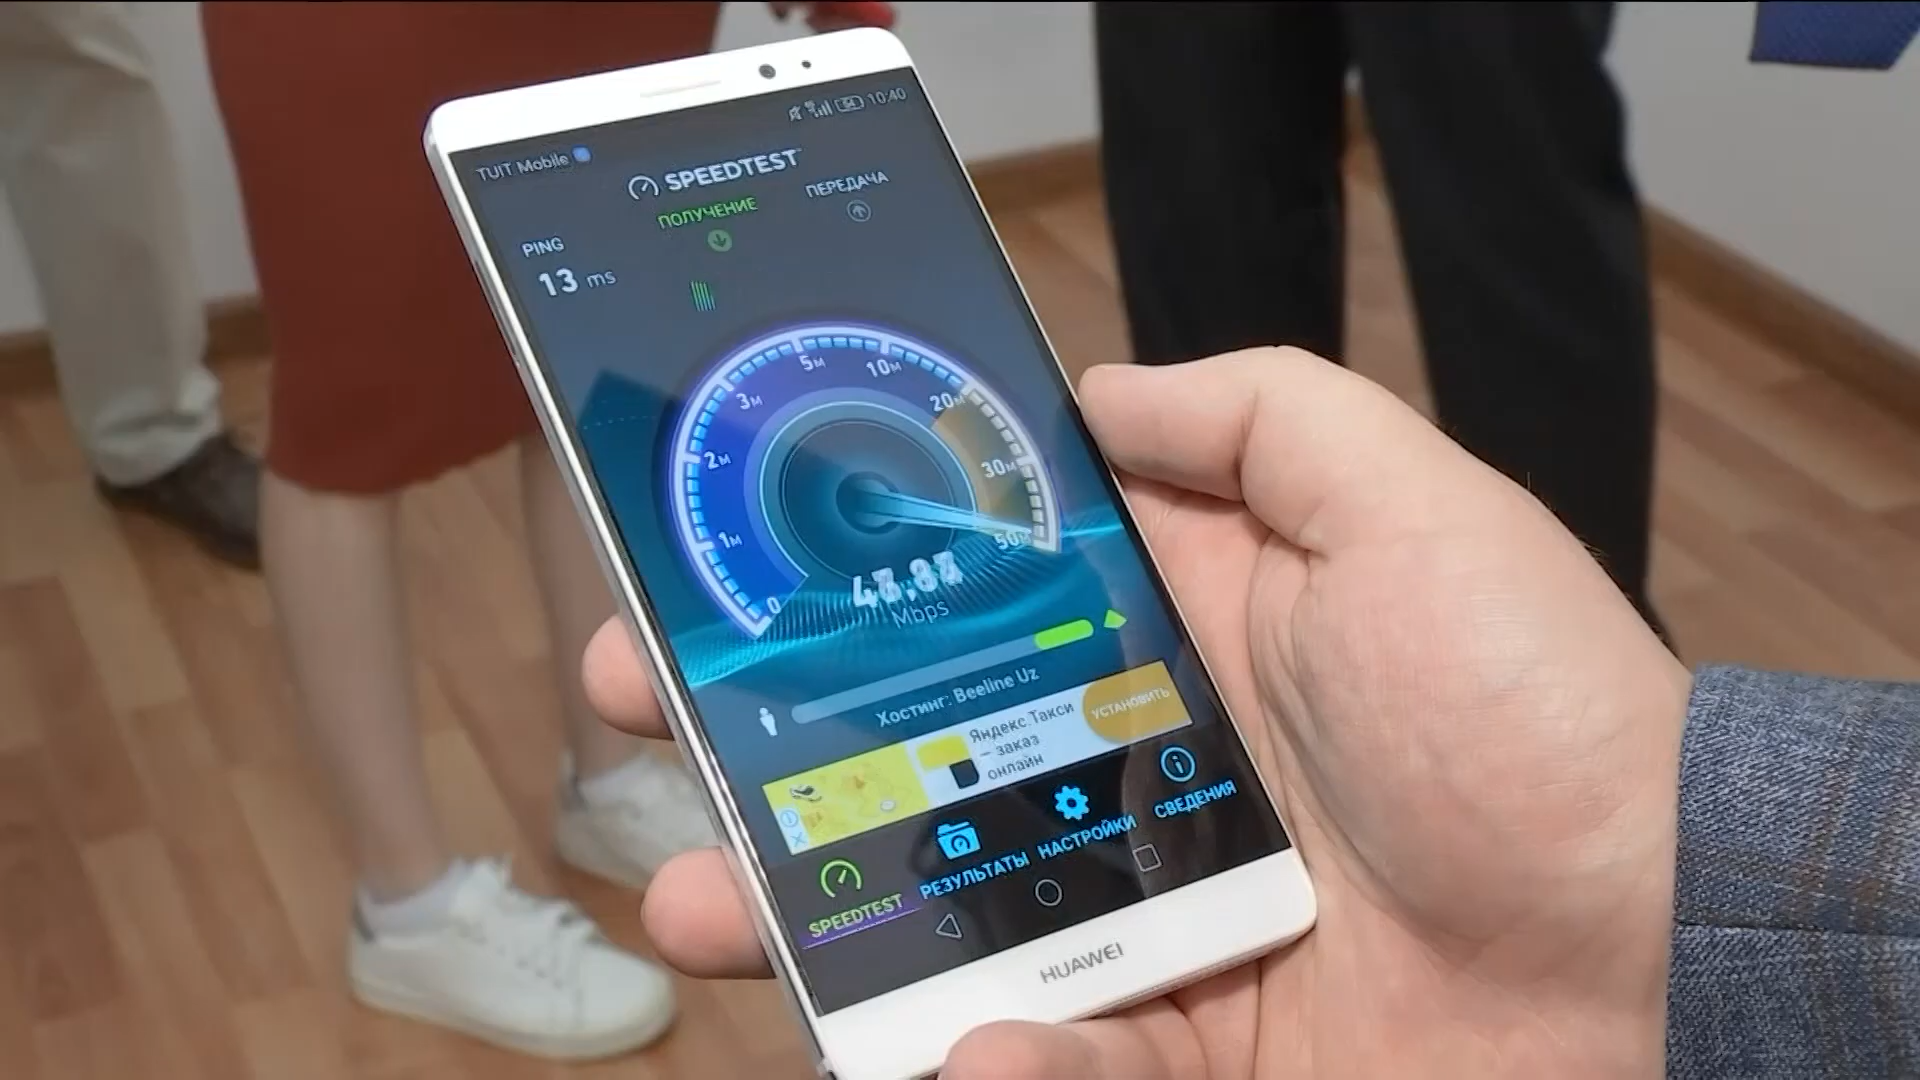 10:40
TUIT Mobile
SPEEDTEST
PING
ПОЛУЧЕНИЕ
ПЕРЕДАЧА
13 ms
5м
10м
3м
20м
2м
30м
1м
50м
0
Mbps
Хостинг: Beeline Uz
Яндекс.Такси
– заказ
онлайн
УСТАНОВИТЬ
SPEEDTEST
РЕЗУЛЬТАТЫ
НАСТРОЙКИ
СВЕДЕНИЯ
HUAWEI